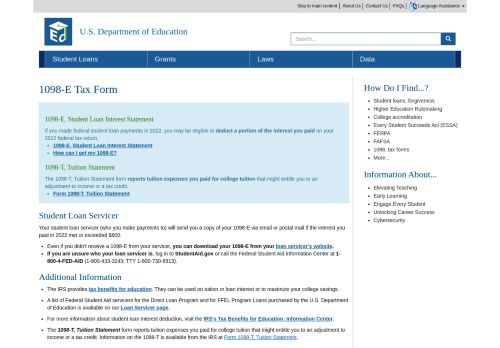 Skip to main content | About Us | Contact Us | FAQs | Language Assistance
U.S. Department of Education
Search...
Student Loans
Grants
Laws
Data
1098-E Tax Form
1098-E, Student Loan Interest Statement
If you made federal student loan payments in 2022, you may be eligible to deduct a portion of the interest you paid on
your 2022 federal tax return.
• 1098-E, Student Loan Interest Statement
• How can I get my 1098-E?
1098-T, Tuition Statement
The 1098-T, Tuition Statement form reports tuition expenses you paid for college tuition that might entitle you to an
adjustment to income or a tax credit.
• Form 1098-T, Tuition Statement
Student Loan Servicer
Your student loan servicer (who you make payments to) will send you a copy of your 1098-E via email or postal mail if the interest you
paid in 2022 met or exceeded $600.
• Even if you didn't receive a 1098-E from your servicer, you can download your 1098-E from your loan servicer's website.
• If you are unsure who your loan servicer is, log in to StudentAid.gov or call the Federal Student Aid Information Center at 1-
800-4-FED-AID (1-800-433-3243; TTY 1-800-730-8913).
Additional Information
• The IRS provides tax benefits for education. They can be used on tuition or loan interest or to maximize your college savings.
• A list of Federal Student Aid servicers for the Direct Loan Program and for FFEL Program Loans purchased by the U.S. Department
of Education is available on our Loan Servicer page.
• For more information about student loan interest deduction, visit the IRS's Tax Benefits for Education: Information Center.
• The 1098-T, Tuition Statement form reports tuition expenses you paid for college tuition that might entitle you to an adjustment
to income or a tax credit. Information on the 1098-T is available from the IRS at Form 1098-T, Tuition Statement.
How Do I Find...?
• Student loans, forgiveness
• Higher Education Rulemaking
• College accreditation
• Every Student Succeeds Act (ESSA)
• FERPA
• FAFSA
• 1098, tax forms
• More...
Information About...
• Elevating Teaching
• Early Learning
• Engage Every Student
• Unlocking Career Success
• Cybersecurity